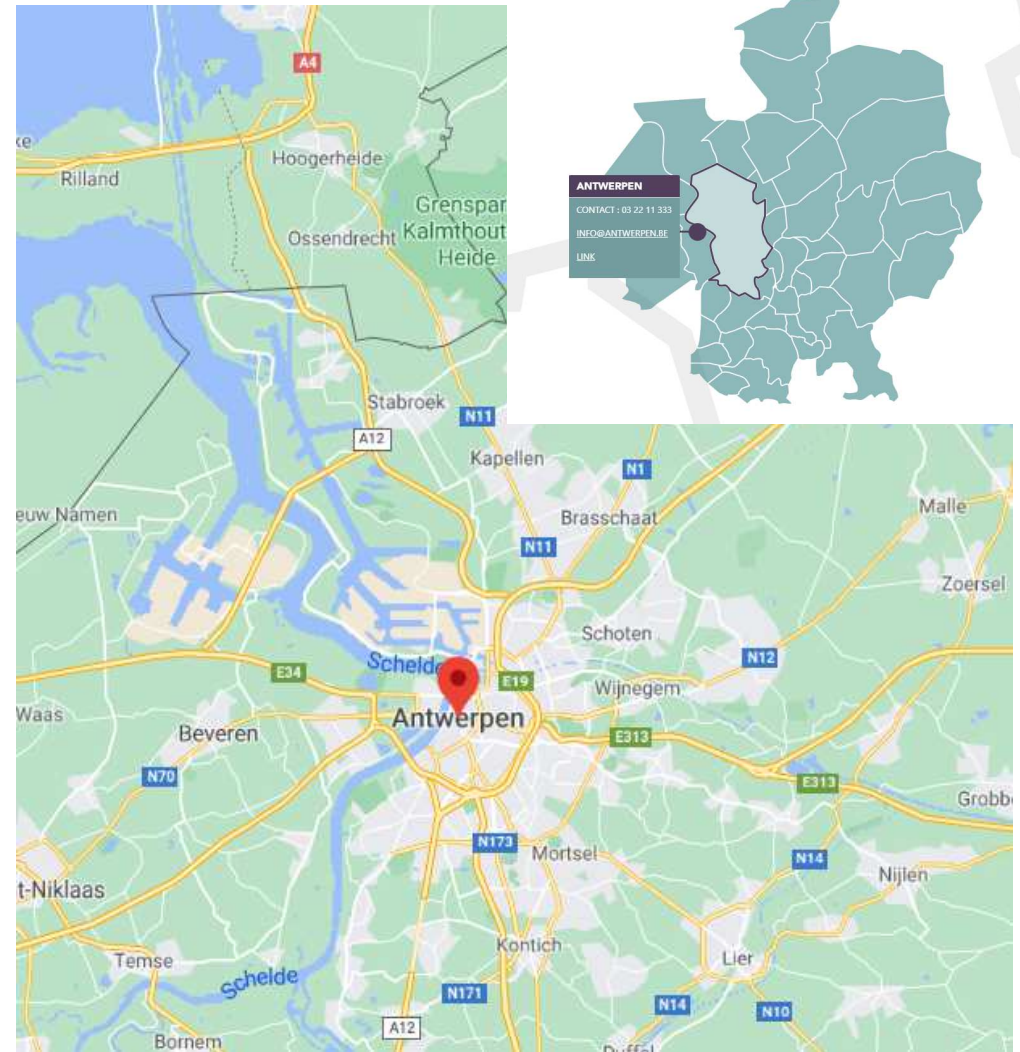 A4
Hoogerheide
Rilland
Grenspar
Kalmthout
Heide
Ossendrecht
ANTWERPEN
CONTACT : 03 22 11 333
INFO@ANTWERPEN.BE
LINK
Stabroek
N11
A12
Kapellen
N1
Malle
euw Namen
Brasschaat
N11
Zoersel
Schoten
N12
Schelde
E34
E19
Wijnegem
Waas
Antwerpen
Beveren
E313
N70
E313
Grobb
N173
Mortsel
N14
Nijlen
t-Niklaas
Kontich
Lier
Temse
Schelde
N171
N14
N10
A12
Bornem
Duffel